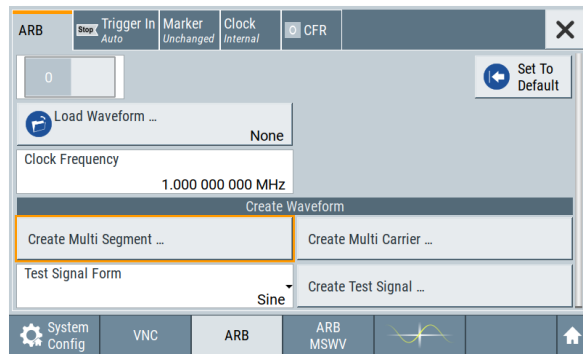 ARB
Stop
Trigger In
Auto
Marker
Unchanged
Clock
Internal
0
CFR
0
Set To
Default
Load Waveform ...
None
Clock Frequency
1.000 000 000 MHz
Create Waveform
Create Multi Segment ...
Create Multi Carrier ...
Test Signal Form
Sine
Create Test Signal ...
System
Config
VNC
ARB
ARB
MSWV